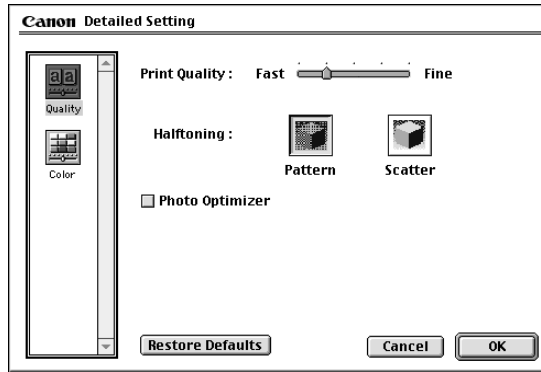 Canon Detailed Setting
a a
Quality
Color
Print Quality : Fast Fine
Halftoning :
Pattern Scatter
Photo Optimizer
Restore Defaults Cancel OK